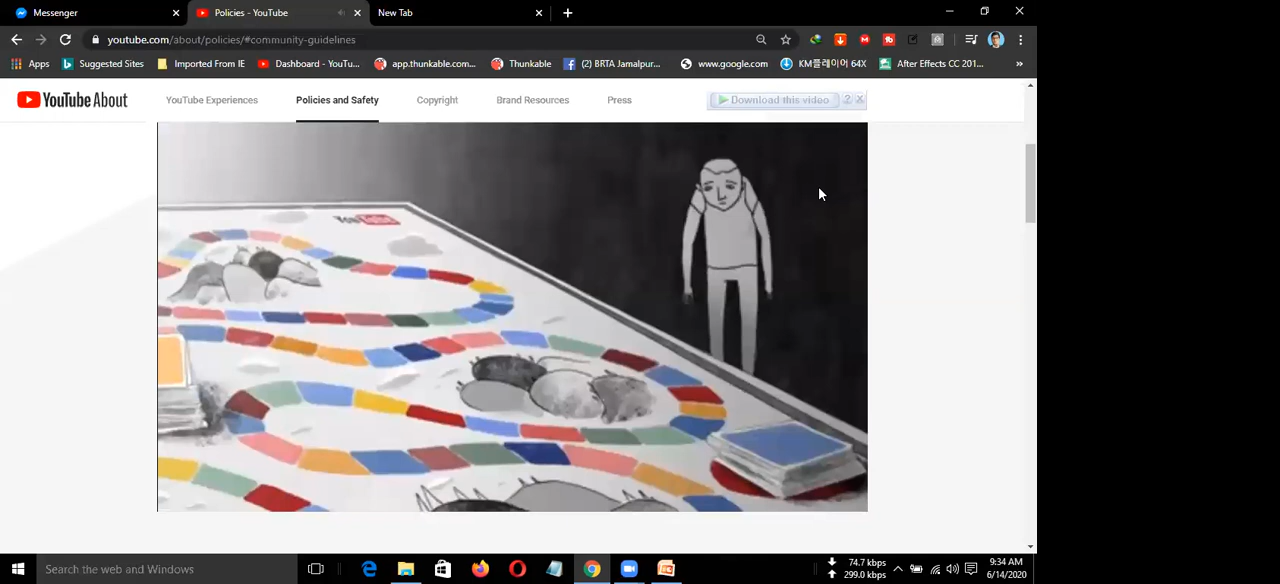 Messenger
Policies - YouTube
New Tab
youtube.com/about/policies/#community-guidelines
Apps
Suggested Sites
Imported From IE
Dashboard - YouTu...
app.thunkable.com...
Thunkable
(2) BRTA Jamalpur...
www.google.com
KM플레이어 64X
After Effects CC 201...
»
YouTube About
YouTube Experiences
Policies and Safety
Copyright
Brand Resources
Press
Download this video
?
X
YouTube
Search the web and Windows
74.7 kbps
299.0 kbps
9:34 AM
6/14/2020